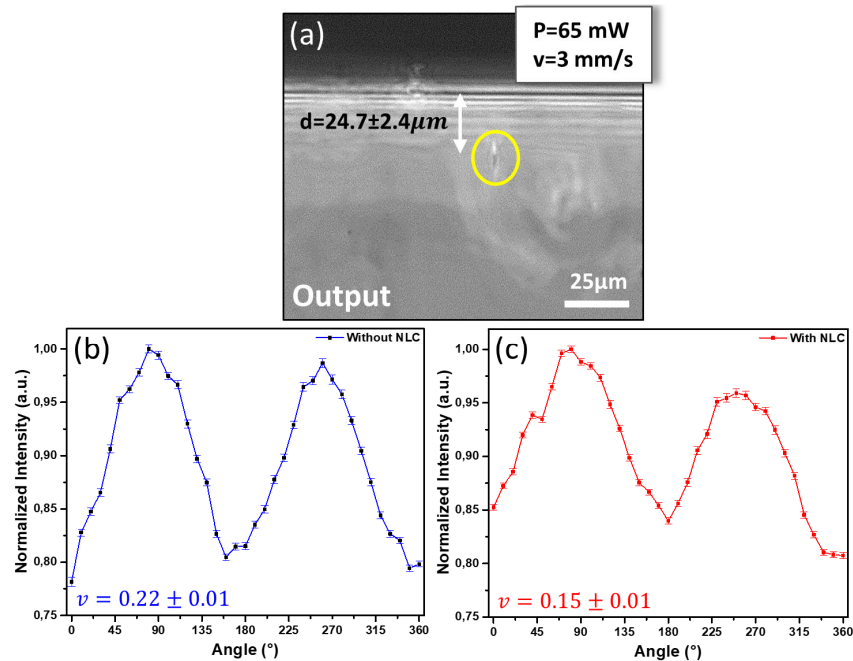 (a)
P=65 mW
v=3 mm/s
d=24.7±2.4μm
Output
25μm
(b)
Without NLC
Normalized Intensity (a.u.)
1,00
0,95
0,90
0,85
0,80
0,75
v = 0.22 ± 0.01
0 45 90 135 180 225 270 315 360
Angle (°)
(c)
With NLC
Normalized Intensity (a.u.)
1,00
0,95
0,90
0,85
0,80
0,75
v = 0.15 ± 0.01
0 45 90 135 180 225 270 315 360
Angle (°)